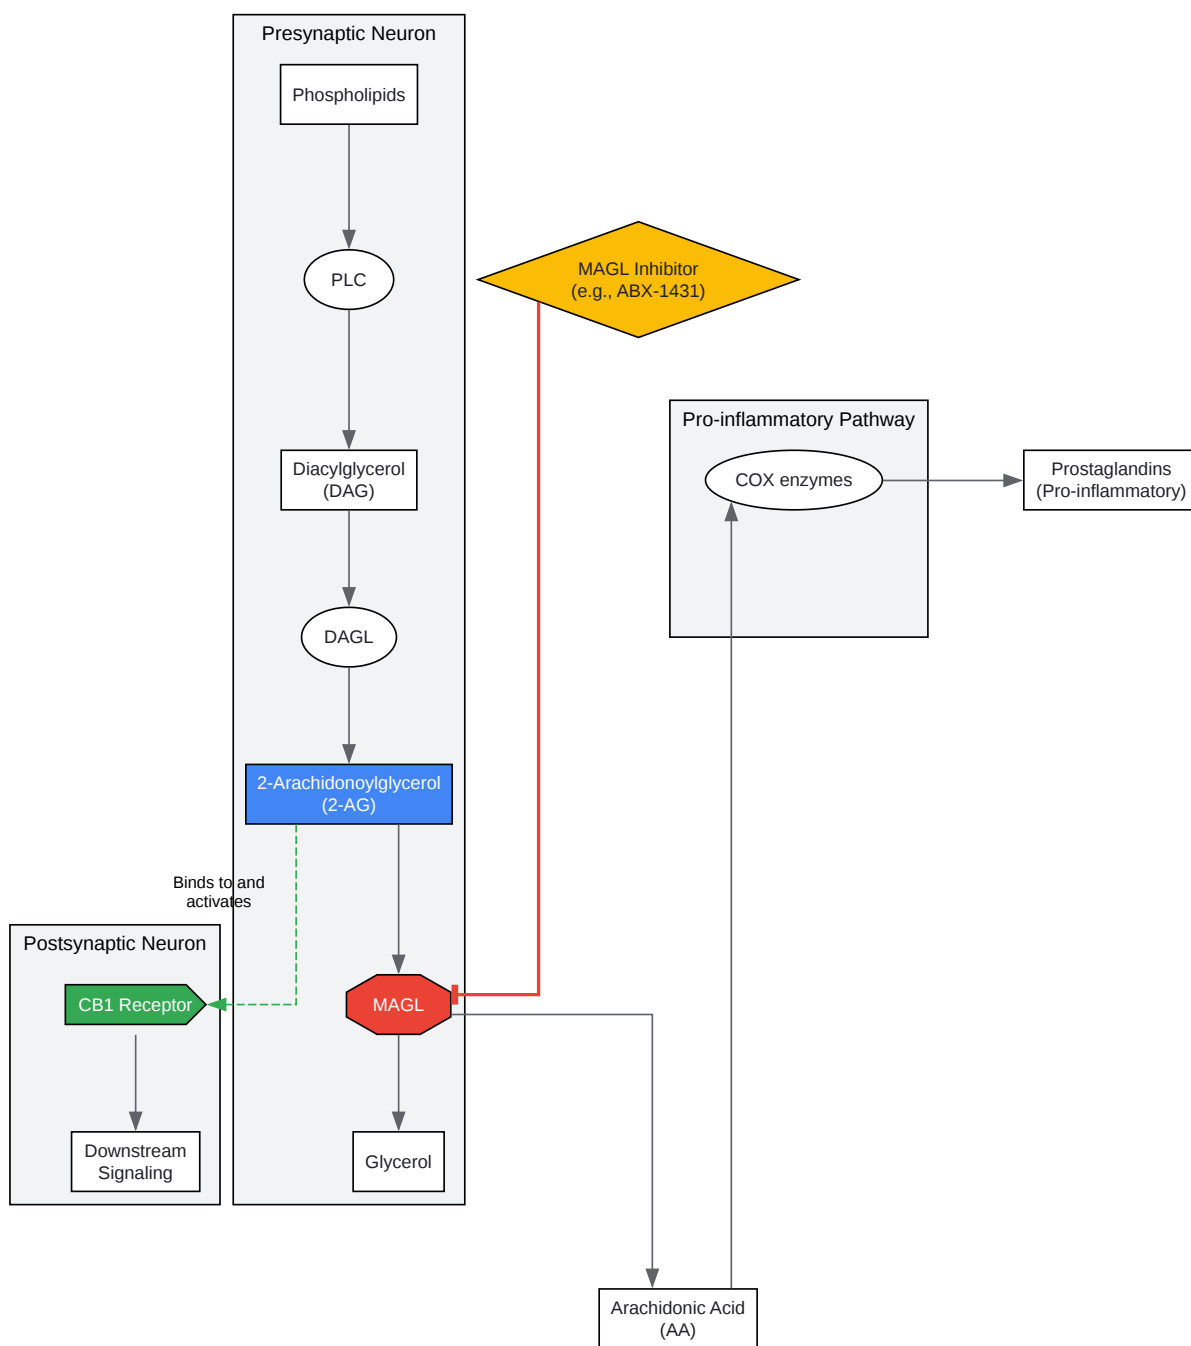 Presynaptic Neuron
Phospholipids
PLC
MAGL Inhibitor
(e.g., ABX-1431)
Pro-inflammatory Pathway
COX enzymes
Prostaglandins
(Pro-inflammatory)
Diacylglycerol
(DAG)
DAGL
2-Arachidonoylglycerol
(2-AG)
Binds to and
activates
Postsynaptic Neuron
CB1 Receptor
MAGL
Downstream
Signaling
Glycerol
Arachidonic Acid
(AA)